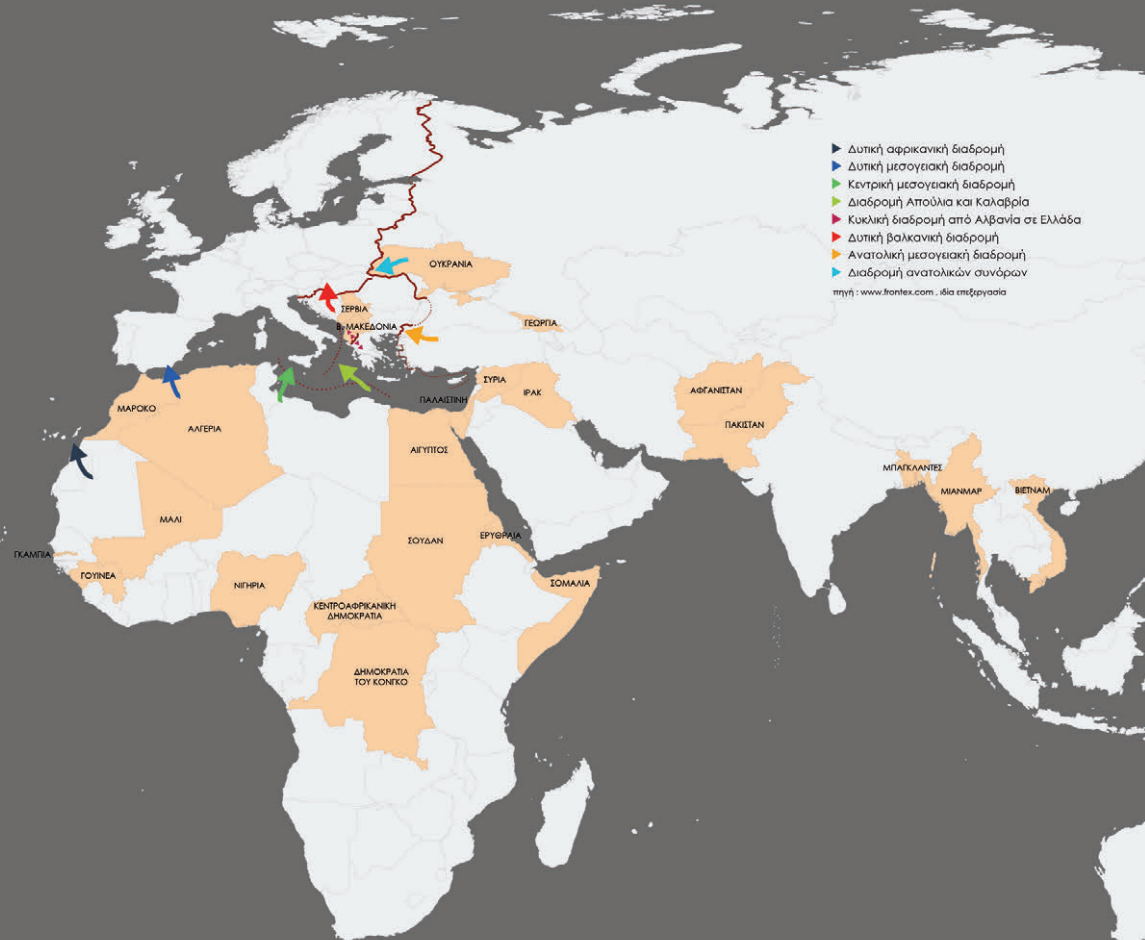 Δυτική αφρικανική διαδρομή
Δυτική μεσογειακή διαδρομή
Κεντρική μεσογειακή διαδρομή
Διαδρομή Απούλια και Καλαβρία
Κυκλική διαδρομή από Αλβανία σε Ελλάδα
Δυτική βαλκανική διαδρομή
Ανατολική μεσογειακή διαδρομή
Διαδρομή ανατολικών συνόρων
πηγή : www.frontex.com , ιδία επεξεργασία
ΟΥΚΡΑΝΙΑ
ΣΕΡΒΙΑ
Β. ΜΑΚΕΔΟΝΙΑ
ΓΕΩΡΓΙΑ
ΣΥΡΙΑ
ΙΡΑΚ
ΠΑΛΑΙΣΤΙΝΗ
ΑΦΓΑΝΙΣΤΑΝ
ΠΑΚΙΣΤΑΝ
ΜΑΡΟΚΟ
ΑΛΓΕΡΙΑ
ΑΙΓΥΠΤΟΣ
ΜΠΑΓΚΛΑΝΤΕΣ
ΜΙΑΝΜΑΡ
ΒΙΕΤΝΑΜ
ΜΑΛΙ
ΣΟΥΔΑΝ
ΕΡΥΘΡΑΙΑ
ΓΚΑΜΠΙΑ
ΓΟΥΙΝΕΑ
ΝΙΓΗΡΙΑ
ΣΟΜΑΛΙΑ
ΚΕΝΤΡΟΑΦΡΙΚΑΝΙΚΗ
ΔΗΜΟΚΡΑΤΙΑ
ΔΗΜΟΚΡΑΤΙΑ
ΤΟΥ ΚΟΝΓΚΟ